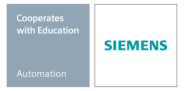 Cooperates
with Education
Automation
SIEMENS